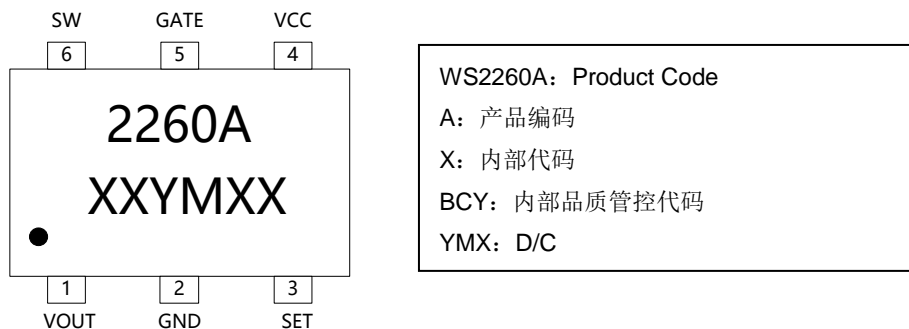 SW GATE VCC
6 5 4
2260A
XXYMXX
1 2 3
VOUT GND SET
WS2260A：Product Code
A：产品编码
X：内部代码
BCY：内部品质管控代码
YMX：D/C